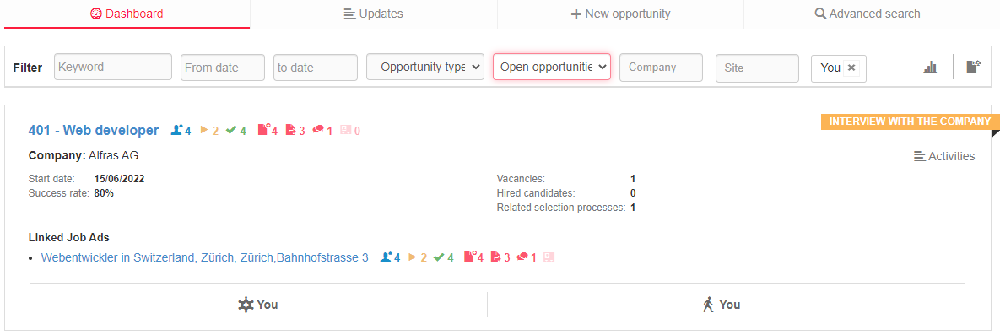 Dashboard Updates New opportunity Advanced search
Filter Keyword From date to date - Opportunity type Open opportunitie Company Site You ×
401 - Web developer 4 2 4 4 3 1 0
INTERVIEW WITH THE COMPANY
Company: Alfras AG
Activities
Start date: 15/06/2022 Vacancies: 1
Success rate: 80% Hired candidates: 0
Related selection processes: 1
Linked Job Ads
• Webentwickler in Switzerland, Zürich, Zürich,Bahnhofstrasse 3 4 2 4 4 3 1
You You